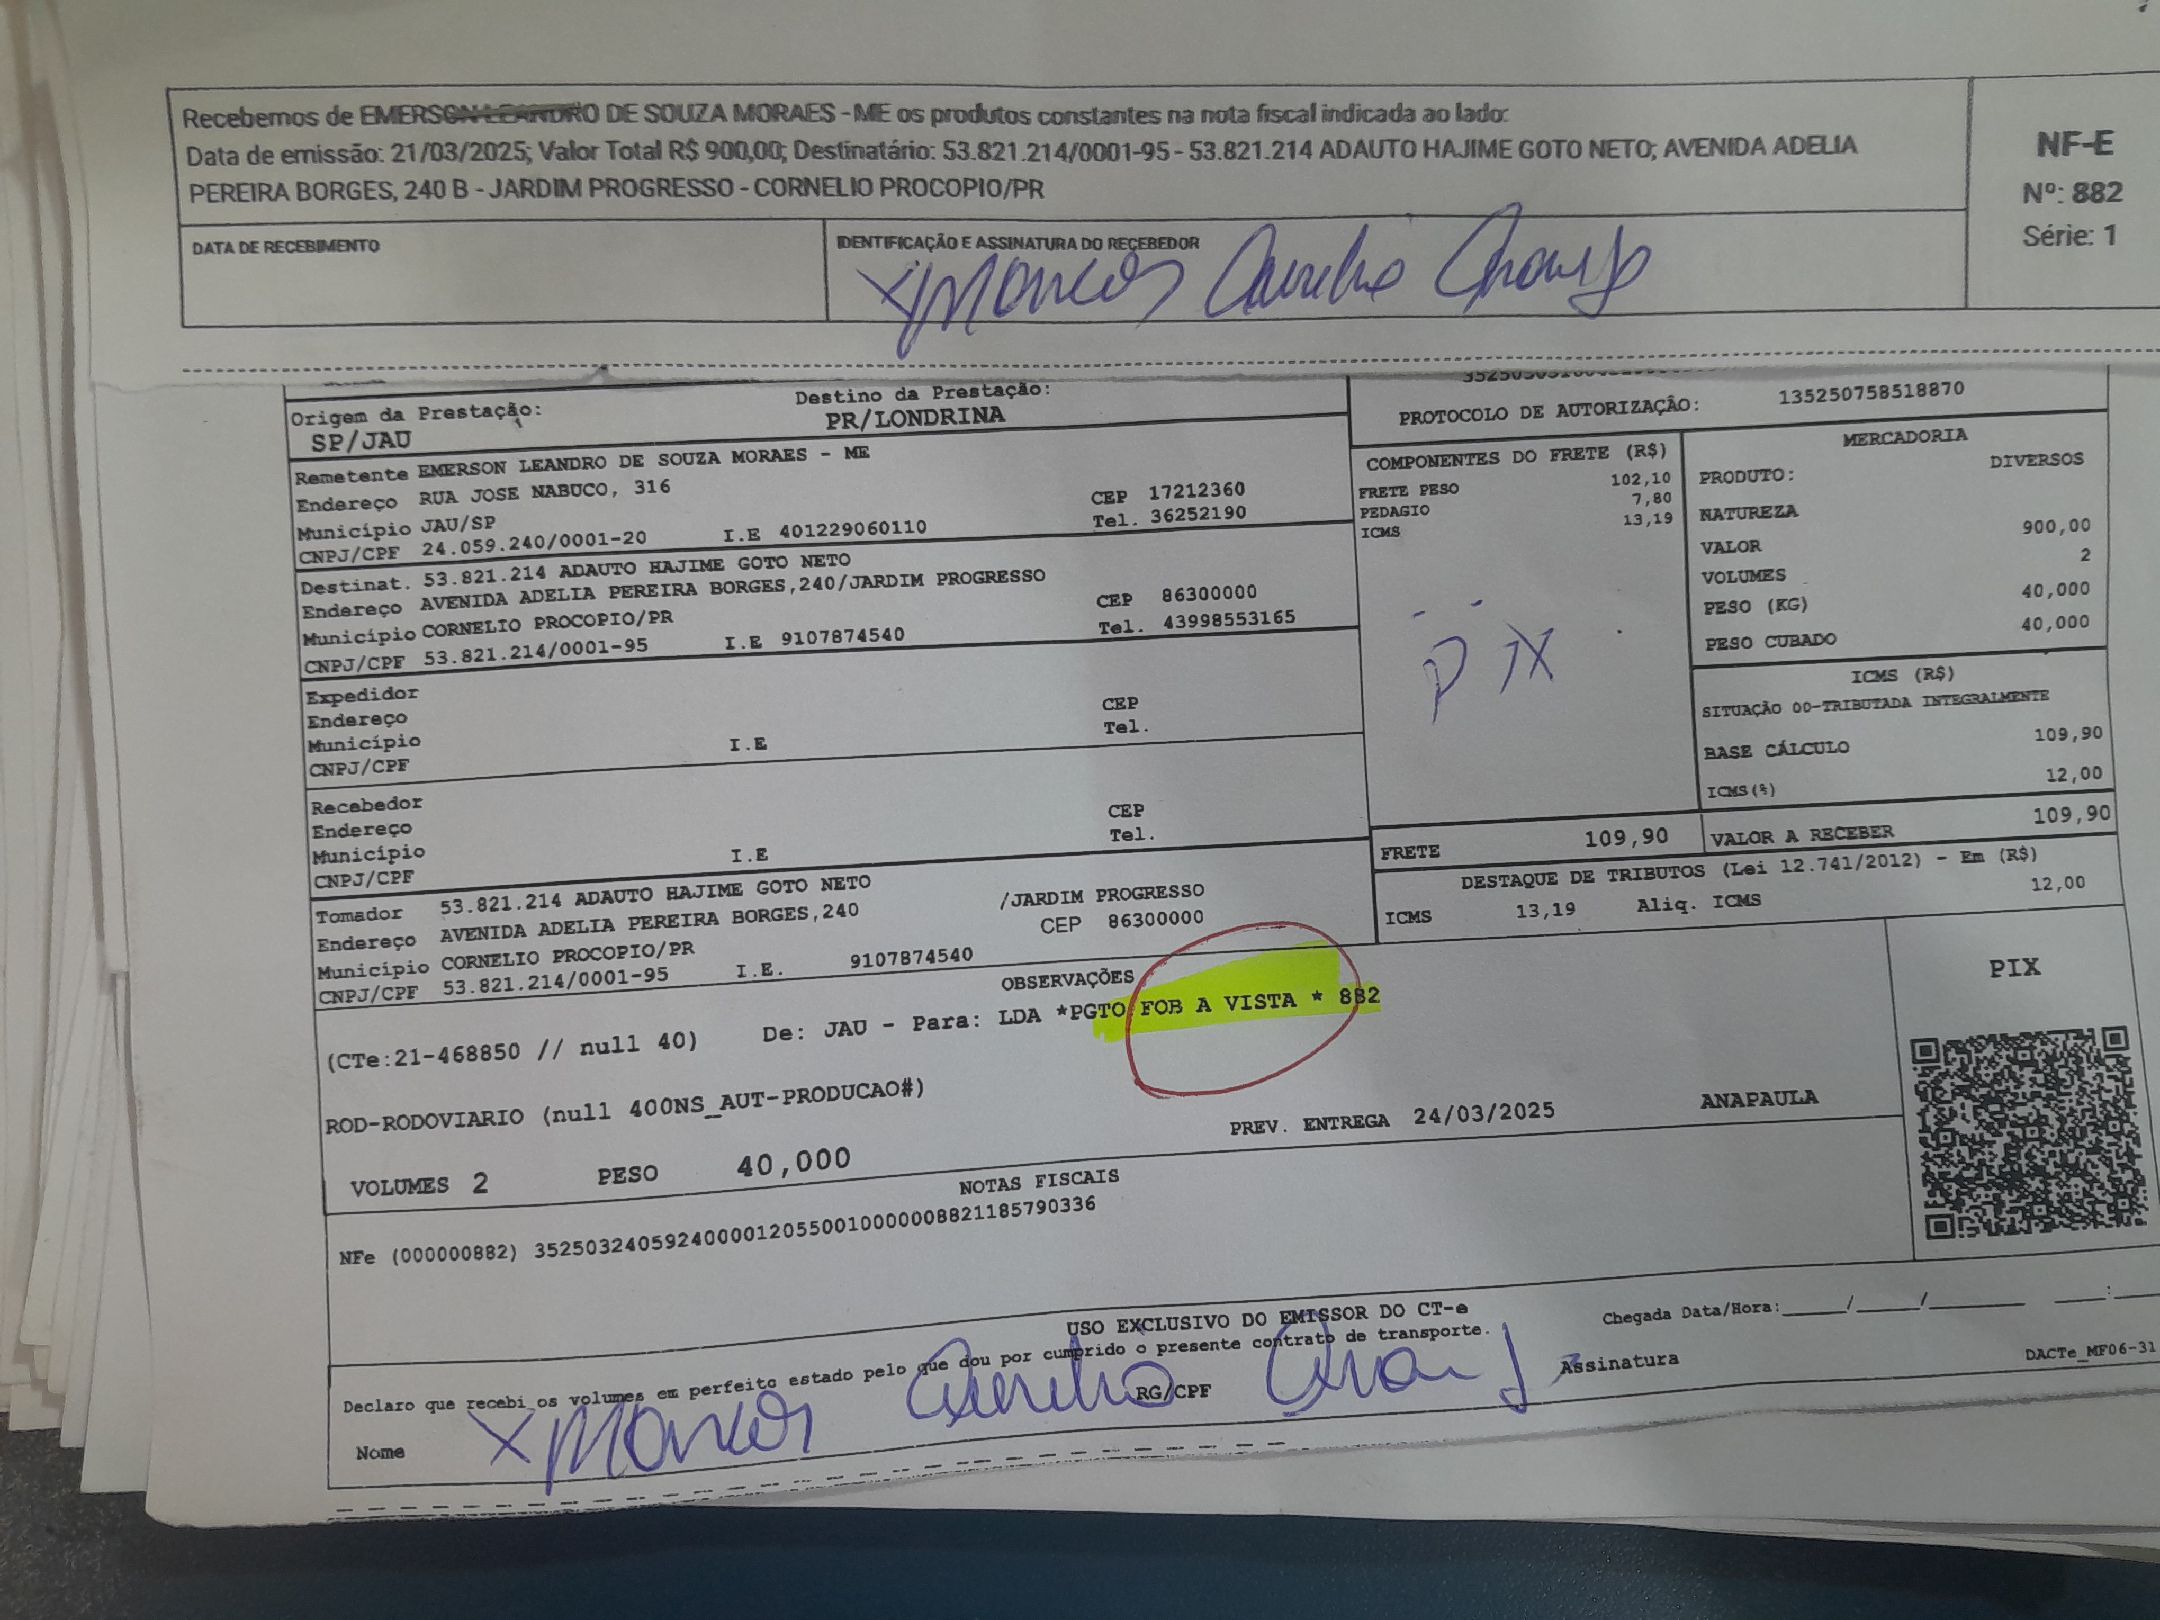 Recebemos de EMERSON LEANDRO DE SOUZA MORAES - ME os produtos constantes na nota fiscal indicada ao lado:
Data de emissão: 21/03/2025; Valor Total R$ 900,00; Destinatário: 53.821.214/0001-95 - 53.821.214 ADAUTO HAJIME GOTO NETO; AVENIDA ADELIA
PEREIRA BORGES, 240 B - JARDIM PROGRESSO - CORNELIO PROCOPIO/PR
NF-E
Nº: 882
Série: 1
DATA DE RECEBIMENTO
IDENTIFICAÇÃO E ASSINATURA DO RECEBEDOR
X Marcos Aurelio
Origem da Prestação:
SP/JAU
Destino da Prestação:
PR/LONDRINA
Remetente EMERSON LEANDRO DE SOUZA MORAES - ME
Endereço RUA JOSE NABUCO, 316
CEP 17212360
Município JAU/SP
Tel. 36252190
CNPJ/CPF 24.059.240/0001-20 I.E 401229060110
Destinat. 53.821.214 ADAUTO HAJIME GOTO NETO
Endereço AVENIDA ADELIA PEREIRA BORGES,240/JARDIM PROGRESSO
CEP 86300000
Município CORNELIO PROCOPIO/PR
Tel. 43998553165
CNPJ/CPF 53.821.214/0001-95 I.E 9107874540
Expedidor
Endereço CEP
Município Tel.
CNPJ/CPF I.E
Recebedor
Endereço CEP
Município Tel.
CNPJ/CPF I.E
Tomador 53.821.214 ADAUTO HAJIME GOTO NETO
Endereço AVENIDA ADELIA PEREIRA BORGES,240 /JARDIM PROGRESSO
Município CORNELIO PROCOPIO/PR CEP 86300000
CNPJ/CPF 53.821.214/0001-95 I.E. 9107874540
PROTOCOLO DE AUTORIZAÇÃO: 135250758518870
COMPONENTES DO FRETE (R$)
FRETE PESO 102,10
PEDAGIO 7,80
ICMS 13,19
PIX
MERCADORIA
PRODUTO: DIVERSOS
NATUREZA
VALOR 900,00
VOLUMES 2
PESO (KG) 40,000
PESO CUBADO 40,000
ICMS (R$)
SITUAÇÃO 00-TRIBUTADA INTEGRALMENTE
BASE CÁLCULO 109,90
ICMS(%) 12,00
FRETE 109,90
VALOR A RECEBER 109,90
DESTAQUE DE TRIBUTOS (Lei 12.741/2012) - Em (R$)
ICMS 13,19 Aliq. ICMS 12,00
OBSERVAÇÕES
(CTe:21-468850 // null 40) De: JAU - Para: LDA *PGTO FOB A VISTA * 882
ROD-RODOVIARIO (null 400NS_AUT-PRODUCAO#)
PREV. ENTREGA 24/03/2025 ANAPAULA
VOLUMES 2 PESO 40,000
PIX
NOTAS FISCAIS
NFe (000000882) 35250324059240000120550010000008821185790336
USO EXCLUSIVO DO EMISSOR DO CT-e
Declaro que recebi os volumes em perfeito estado pelo que dou por cumprido o presente contrato de transporte.
Chegada Data/Hora:____/____/______ ___:
Nome X Marcos Aurelio RG/CPF
Assinatura
DACTe_MF06-31